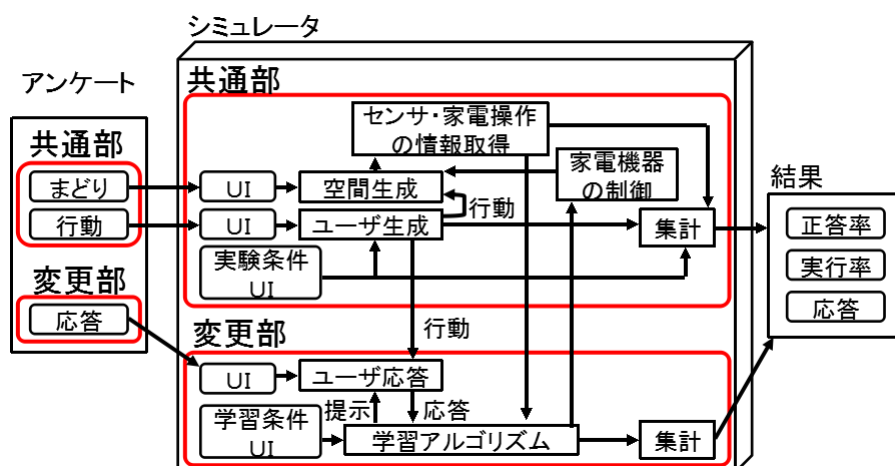 シミュレータ
アンケート
共通部
まどり
行動
変更部
応答
共通部
センサ・家電操作
の情報取得
家電機器
の制御
UI
空間生成
行動
UI
ユーザ生成
集計
実験条件
UI
行動
変更部
UI
ユーザ応答
提示
応答
学習条件
UI
学習アルゴリズム
集計
結果
正答率
実行率
応答